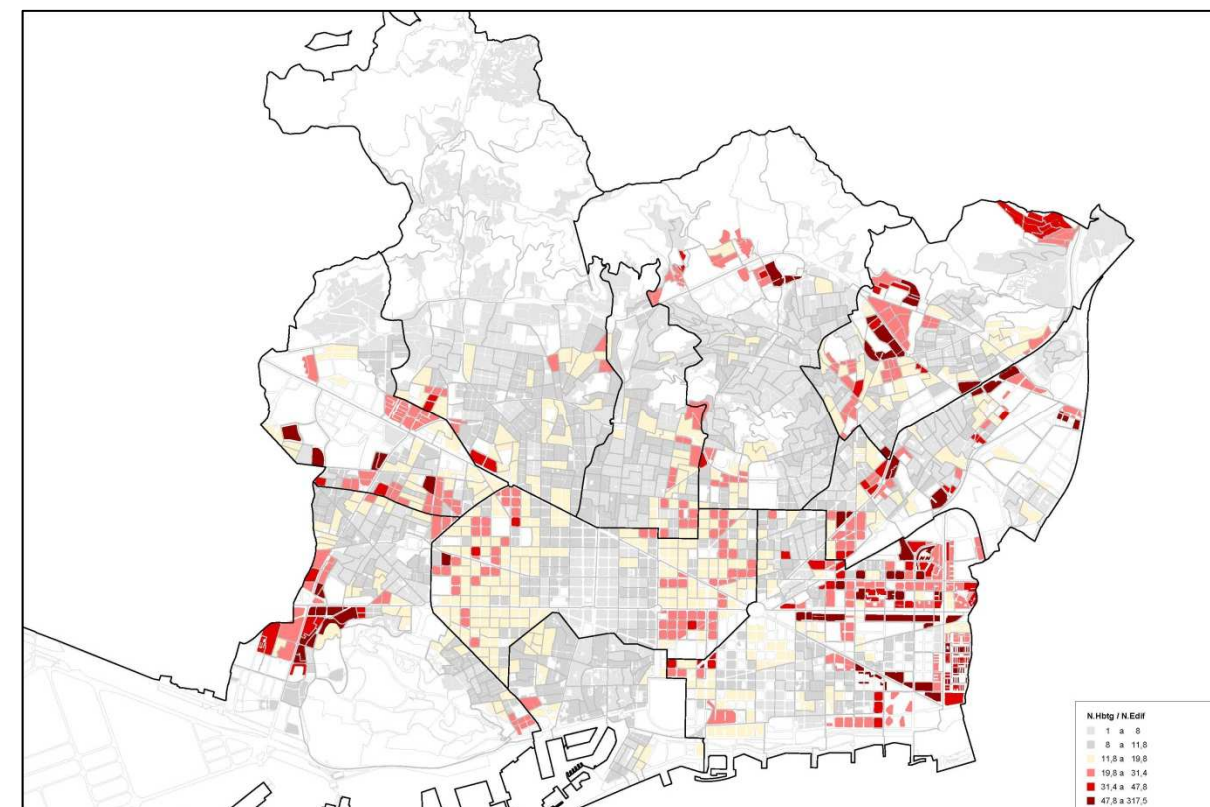 N.Hbtg / N.Edif
1 a 8
8 a 11,8
11,8 a 19,8
19,8 a 31,4
31,4 a 47,8
47,8 a 317,5